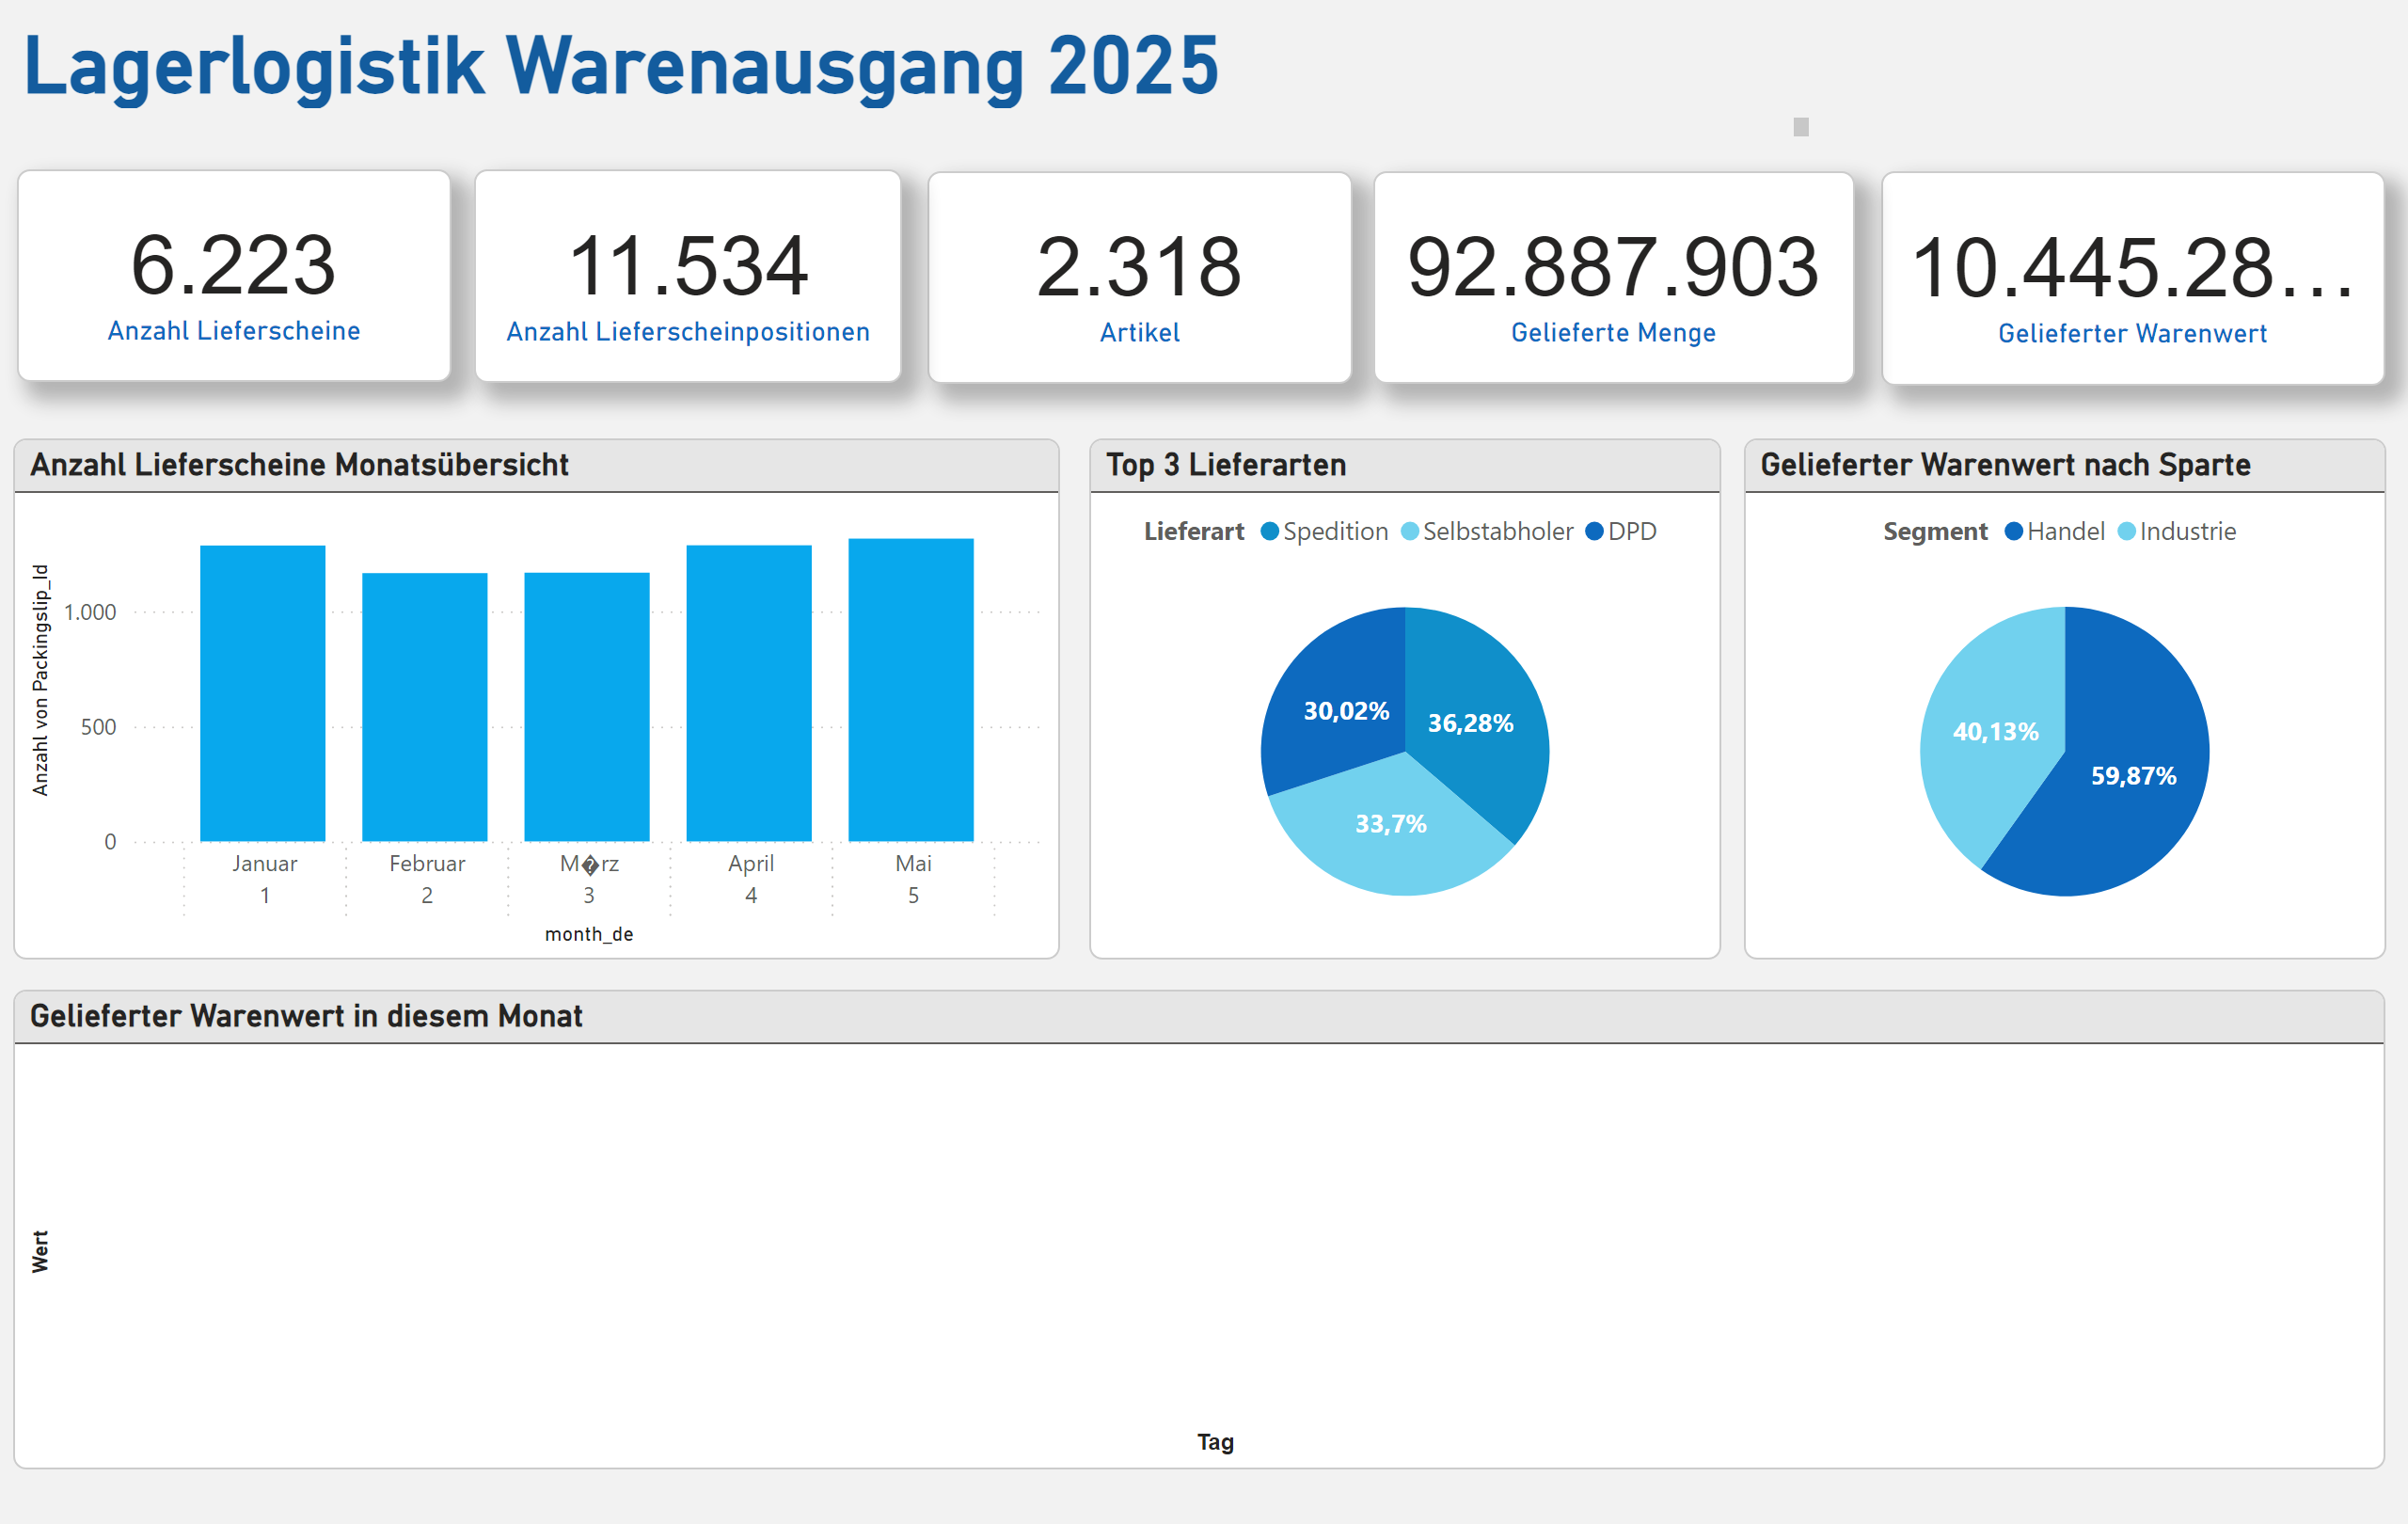 Lagerlogistik Warenausgang 2025
6.223
Anzahl Lieferscheine
11.534
Anzahl Lieferscheinpositionen
2.318
Artikel
92.887.903
Gelieferte Menge
10.445.28...
Gelieferter Warenwert
Anzahl Lieferscheine Monatsübersicht
Anzahl von Packingslip_Id
1.000
500
0
Januar Februar M�rz April Mai
1 2 3 4 5
month_de
Top 3 Lieferarten
Lieferart Spedition Selbstabholer DPD
30,02%
36,28%
33,7%
Gelieferter Warenwert nach Sparte
Segment Handel Industrie
40,13%
59,87%
Gelieferter Warenwert in diesem Monat
Wert
Tag